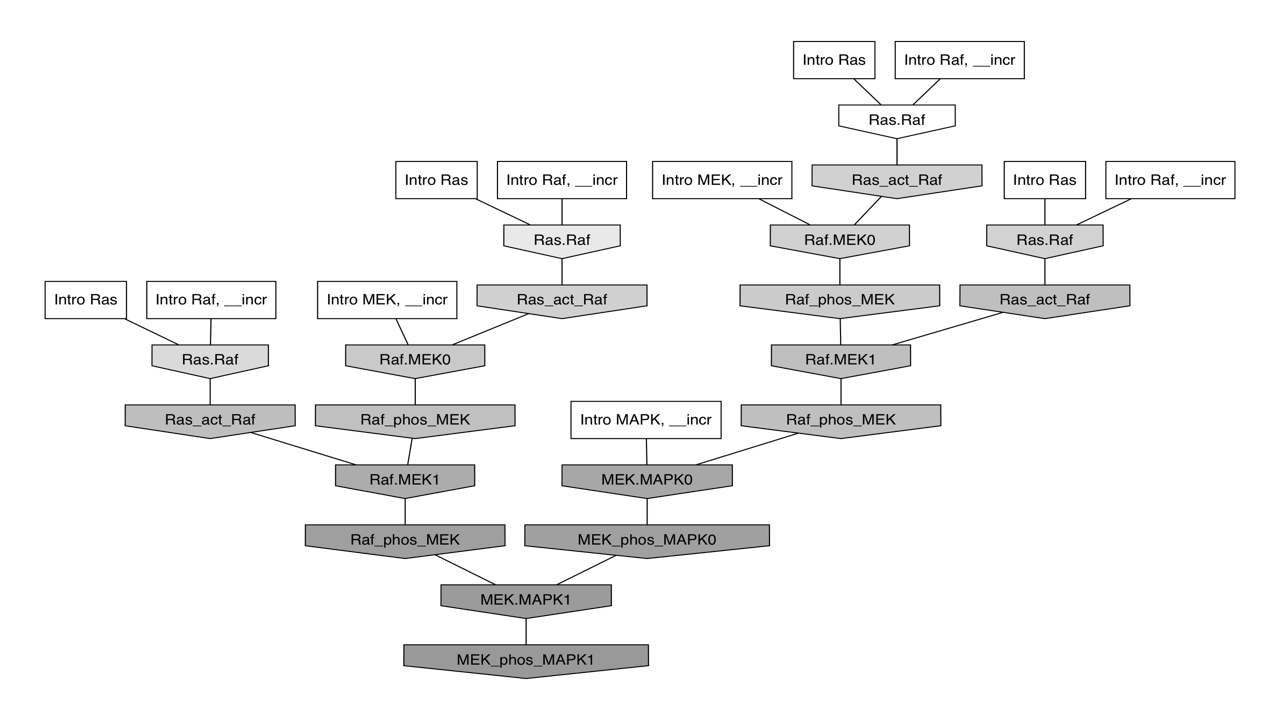 Intro Ras
Intro Raf, __incr
Ras.Raf
Intro Ras
Intro Raf, __incr
Intro MEK, __incr
Ras_act_Raf
Intro Ras
Intro Raf, __incr
Ras.Raf
Raf.MEK0
Ras.Raf
Intro Ras
Intro Raf, __incr
Intro MEK, __incr
Ras_act_Raf
Raf_phos_MEK
Ras_act_Raf
Ras.Raf
Raf.MEK0
Raf.MEK1
Ras_act_Raf
Raf_phos_MEK
Intro MAPK, __incr
Raf_phos_MEK
Raf.MEK1
MEK.MAPK0
Raf_phos_MEK
MEK_phos_MAPK0
MEK.MAPK1
MEK_phos_MAPK1